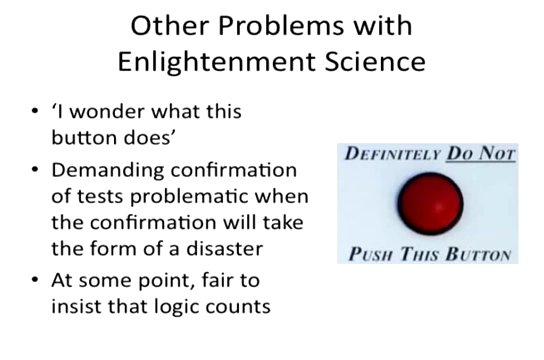 Other Problems with
Enlightenment Science
• ‘I wonder what this
button does’
• Demanding confirmation
of tests problematic when
the confirmation will take
the form of a disaster
• At some point, fair to
insist that logic counts
DEFINITELY DO NOT
PUSH THIS BUTTON